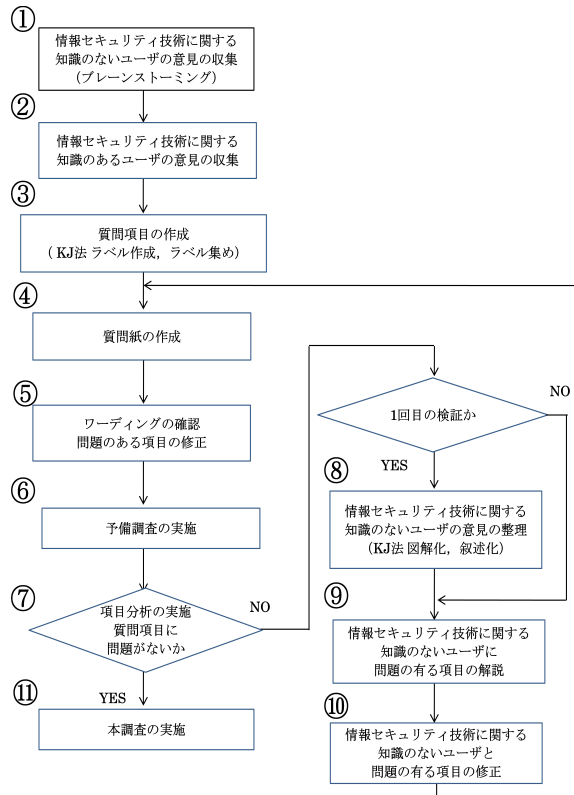 ①
情報セキュリティ技術に関する
知識のないユーザの意見の収集
（ブレーンストーミング）
②
情報セキュリティ技術に関する
知識のあるユーザの意見の収集
③
質問項目の作成
（ KJ法 ラベル作成，ラベル集め）
④
質問紙の作成
⑤
ワーディングの確認
問題のある項目の修正
⑥
予備調査の実施
⑦
項目分析の実施
質問項目に
問題がないか
NO
YES
⑪
本調査の実施
1回目の検証か
NO
YES
⑧
情報セキュリティ技術に関する
知識のないユーザの意見の整理
（KJ法 図解化，叙述化）
⑨
情報セキュリティ技術に関する
知識のないユーザに
問題の有る項目の解説
⑩
情報セキュリティ技術に関する
知識のないユーザと
問題の有る項目の修正